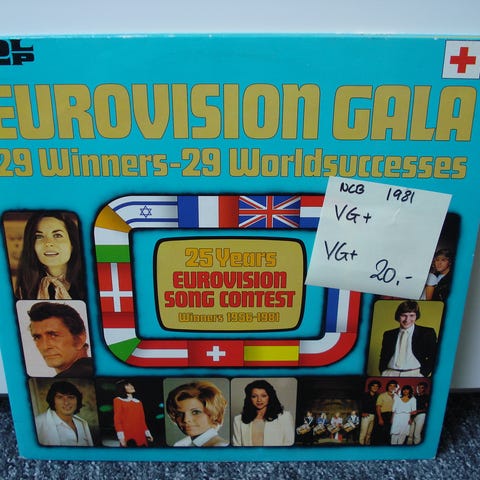 DLP
EUROVISION GALA
29 Winners-29 Worldsuccesses
25 Years
EUROVISION
SONG CONTEST
Winners 1956-1981
NCB 1981
VG+
VG+
20.-